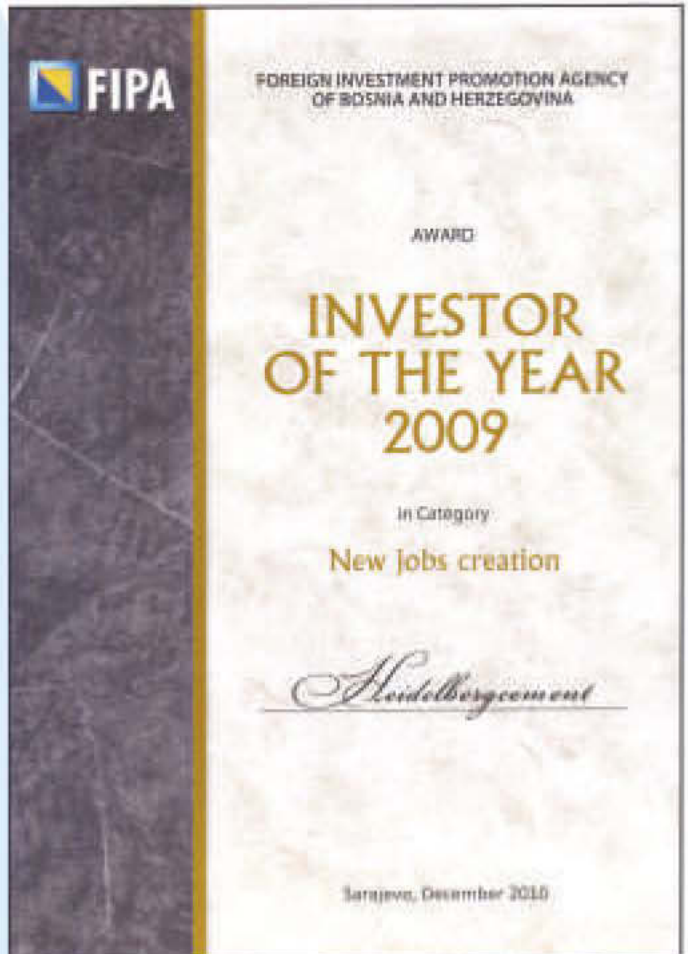 FIPA
FOREIGN INVESTMENT PROMOTION AGENCY
OF BOSNIA AND HERZEGOVINA
AWARD
INVESTOR
OF THE YEAR
2009
in Category
New Jobs creation
Heidelbergcement
Sarajevo, December 2010